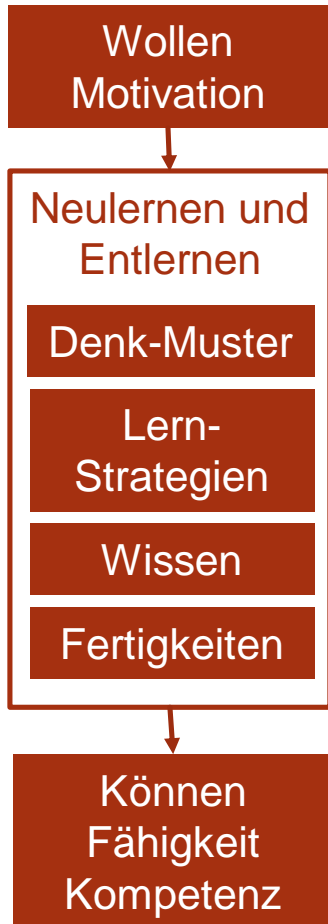 Wollen
Motivation
Neulernen und
Entlernen
Denk-Muster
Lern-
Strategien
Wissen
Fertigkeiten
Können
Fähigkeit
Kompetenz